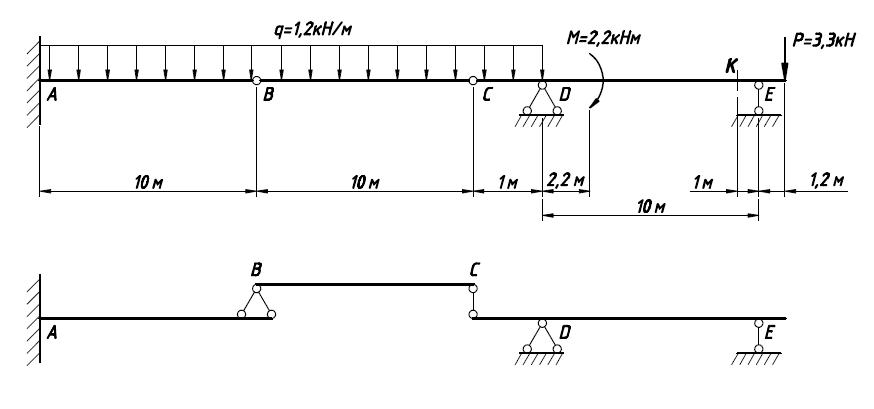 q=1,2кН/м
М=2,2кНм
Р=3,3кН
К
А В С D E
10 м 10 м 1 м 2,2 м 1 м 1,2 м
10 м
В С
А D E